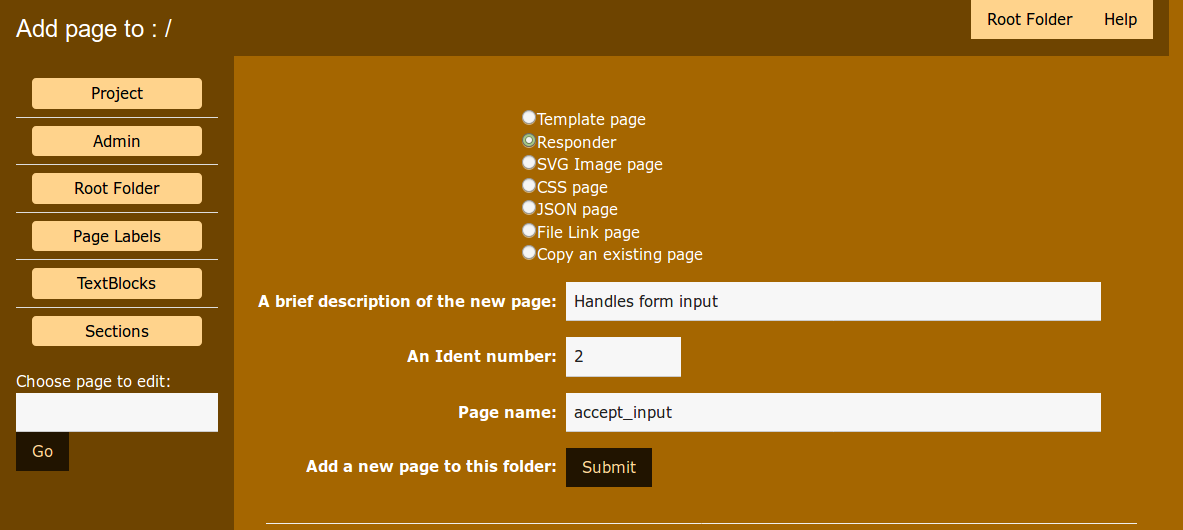 Add page to : /
Root Folder Help
Project
Admin
Root Folder
Page Labels
TextBlocks
Sections
Choose page to edit:
Go
Template page
Responder
SVG Image page
CSS page
JSON page
File Link page
Copy an existing page
A brief description of the new page: Handles form input
An Ident number: 2
Page name: accept_input
Add a new page to this folder: Submit